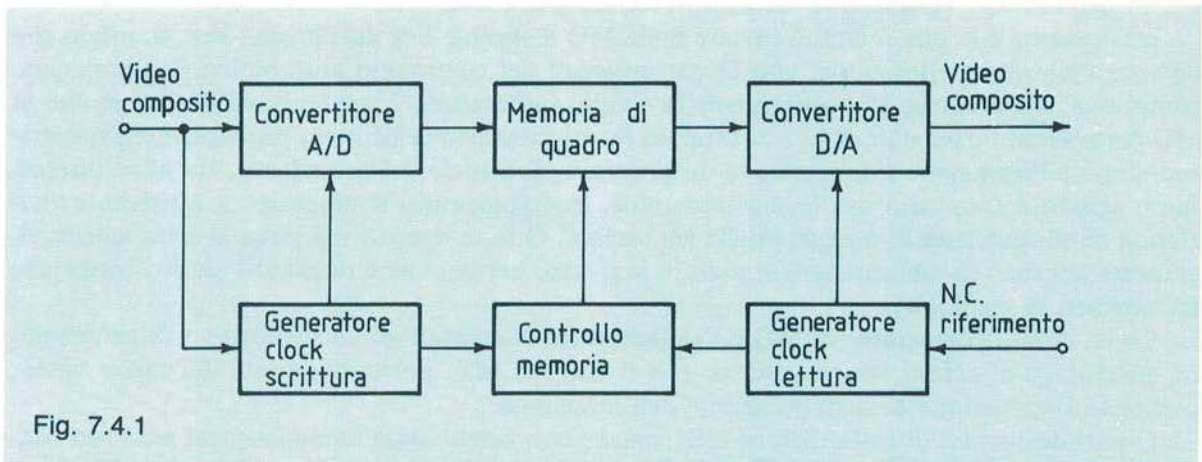 Video
composito
Convertitore
A/D
Memoria di
quadro
Convertitore
D/A
Video
composito
Generatore
clock
scrittura
Controllo
memoria
Generatore
clock
lettura
N.C.
riferimento
Fig. 7.4.1